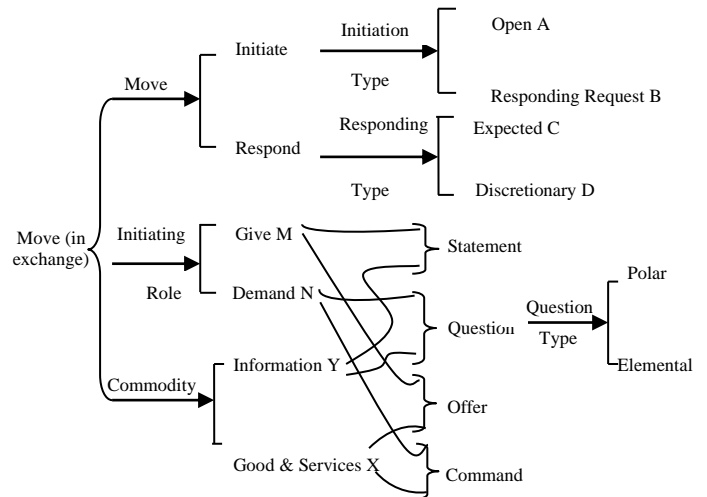 Initiate
Initiation
Type
Open A
Responding Request B
Move
Respond
Responding
Type
Expected C
Discretionary D
Move (in
exchange)
Initiating
Role
Give M
Demand N
Statement
Question
Question
Type
Polar
Elemental
Commodity
Information Y
Good & Services X
Offer
Command